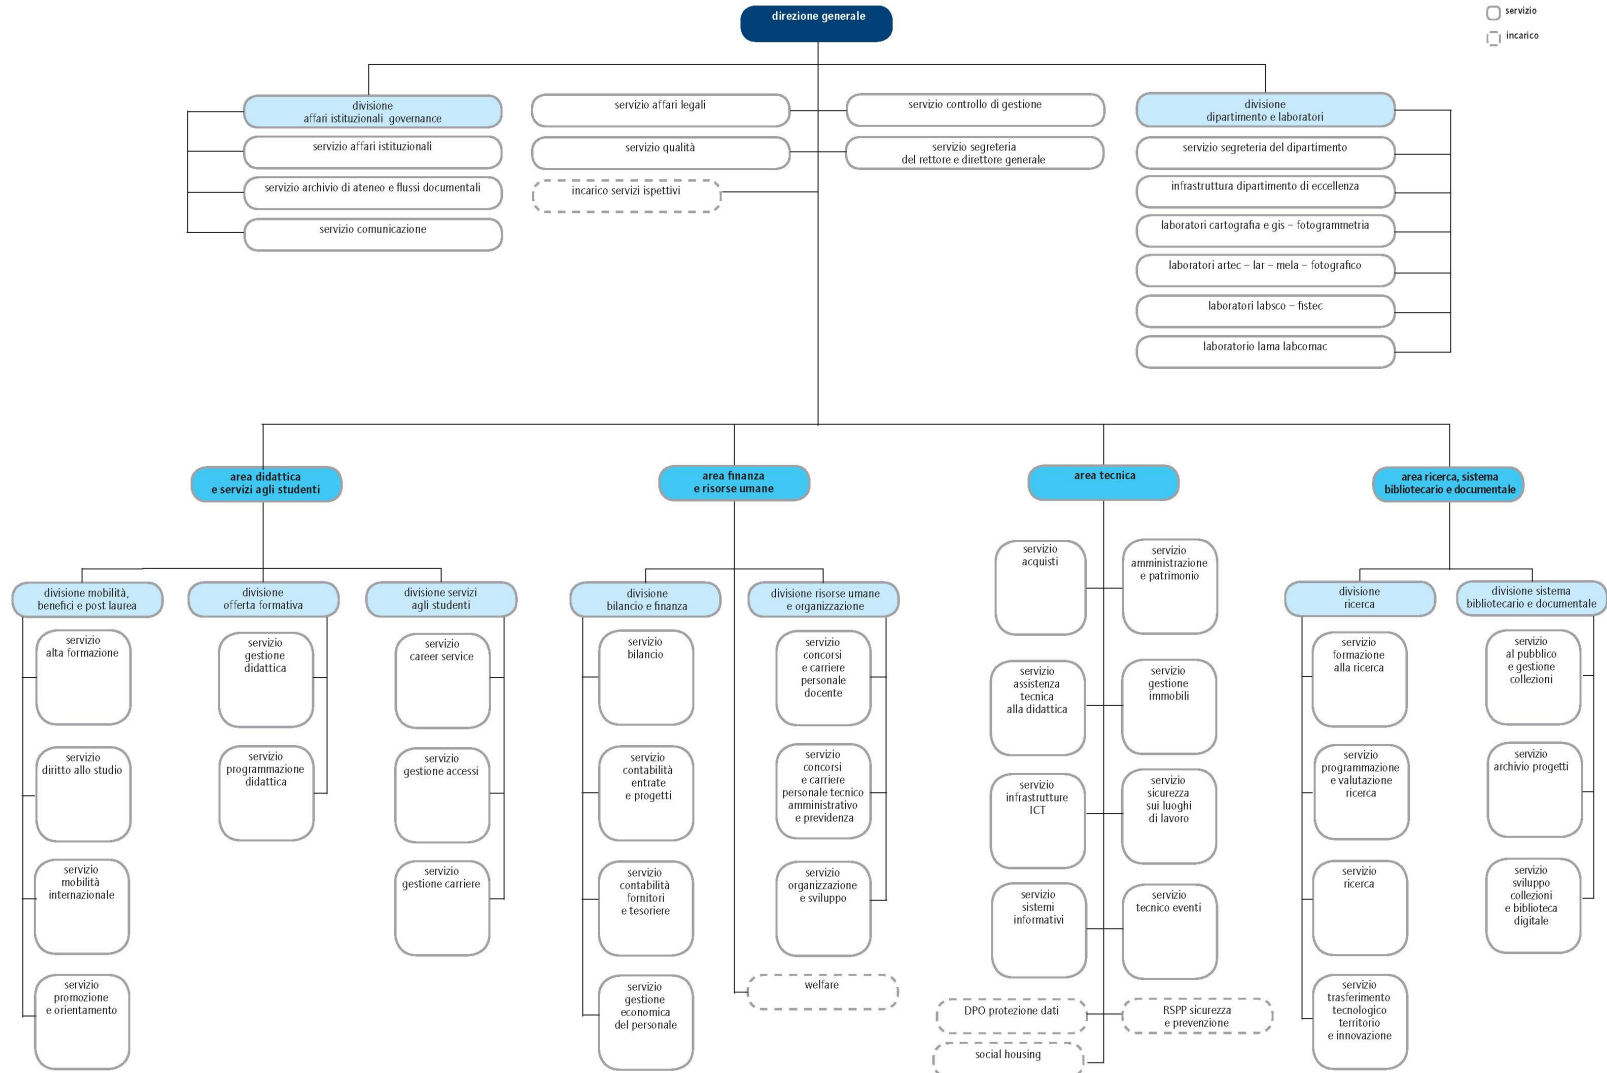 direzione generale
servizio
incarico
divisione
affari istituzionali governance
servizio affari istituzionali
servizio archivio di ateneo e flussi documentali
servizio comunicazione
servizio affari legali
servizio controllo di gestione
servizio qualità
servizio segreteria
del rettore e direttore generale
incarico servizi ispettivi
divisione
dipartimento e laboratori
servizio segreteria del dipartimento
infrastruttura dipartimento di eccellenza
laboratori cartografia e gis – fotogrammetria
laboratori artec – lar – mela – fotografico
laboratori labsco – fistec
laboratorio lama labcomac
area didattica
e servizi agli studenti
area finanza
e risorse umane
area tecnica
area ricerca, sistema
bibliotecario e documentale
divisione mobilità,
benefici e post laurea
servizio
alta formazione
servizio
diritto allo studio
servizio
mobilità
internazionale
servizio
promozione
e orientamento
divisione
offerta formativa
servizio
gestione
didattica
servizio
programmazione
didattica
divisione servizi
agli studenti
servizio
career service
servizio
gestione accessi
servizio
gestione carriere
divisione
bilancio e finanza
servizio
bilancio
servizio
contabilità
entrate
e progetti
servizio
contabilità
fornitori
e tesoriere
servizio
gestione
economica
del personale
divisione risorse umane
e organizzazione
servizio
concorsi
e carriere
personale
docente
servizio
concorsi
e carriere
personale tecnico
amministrativo
e previdenza
servizio
organizzazione
e sviluppo
welfare
servizio
acquisti
servizio
amministrazione
e patrimonio
servizio
assistenza
tecnica
alla didattica
servizio
gestione
immobili
servizio
infrastrutture
ICT
servizio
sicurezza
sui luoghi
di lavoro
servizio
sistemi
informativi
servizio
tecnico eventi
DPO protezione dati
RSPP sicurezza
e prevenzione
social housing
divisione
ricerca
servizio
formazione
alla ricerca
servizio
programmazione
e valutazione
ricerca
servizio
ricerca
servizio
trasferimento
tecnologico
territorio
e innovazione
divisione sistema
bibliotecario e documentale
servizio
al pubblico
e gestione
collezioni
servizio
archivio progetti
servizio
sviluppo
collezioni
e biblioteca
digitale